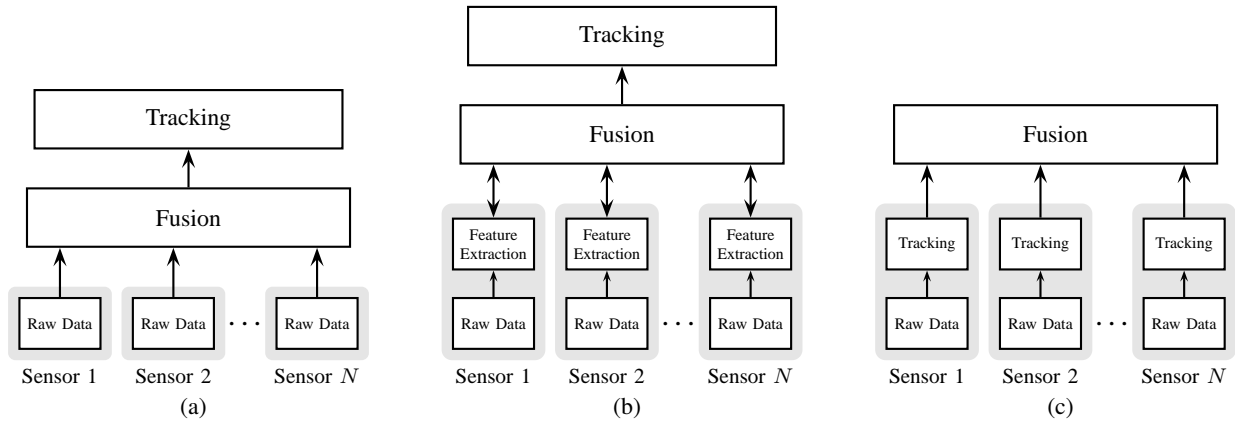 Tracking
Fusion
Raw Data Raw Data ··· Raw Data
Sensor 1 Sensor 2 Sensor N
(a)
Tracking
Fusion
Feature Extraction Feature Extraction Feature Extraction
Raw Data Raw Data ··· Raw Data
Sensor 1 Sensor 2 Sensor N
(b)
Fusion
Tracking Tracking Tracking
Raw Data Raw Data ··· Raw Data
Sensor 1 Sensor 2 Sensor N
(c)